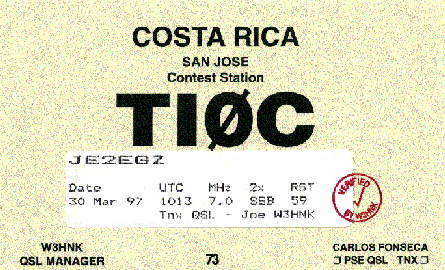 COSTA RICA
SAN JOSE
Contest Station
TIØC
JE2EGZ
Date UTC MHz 2x RST
30 Mar 97 1013 7.0 SSB 59
Tnx QSL - Joe W3HNK
VERIFIED
BY W3HNK
W3HNK
QSL MANAGER
73
CARLOS FONSECA
PSE QSL TNX